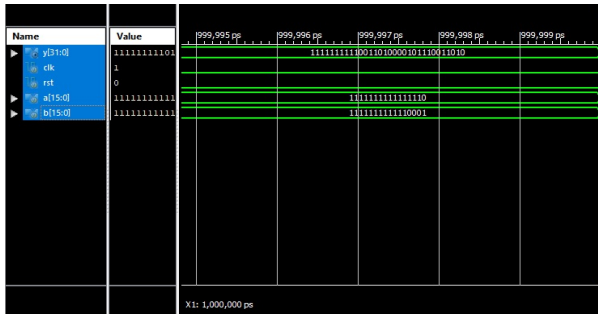 Name Value 999,995 ps 999,996 ps 999,997 ps 999,998 ps 999,999 ps
y[31:0] 11111111101 11111111110011010000101110011010
clk 1
rst 0
a[15:0] 11111111111 1111111111111110
b[15:0] 11111111111 1111111111110001
X1: 1,000,000 ps